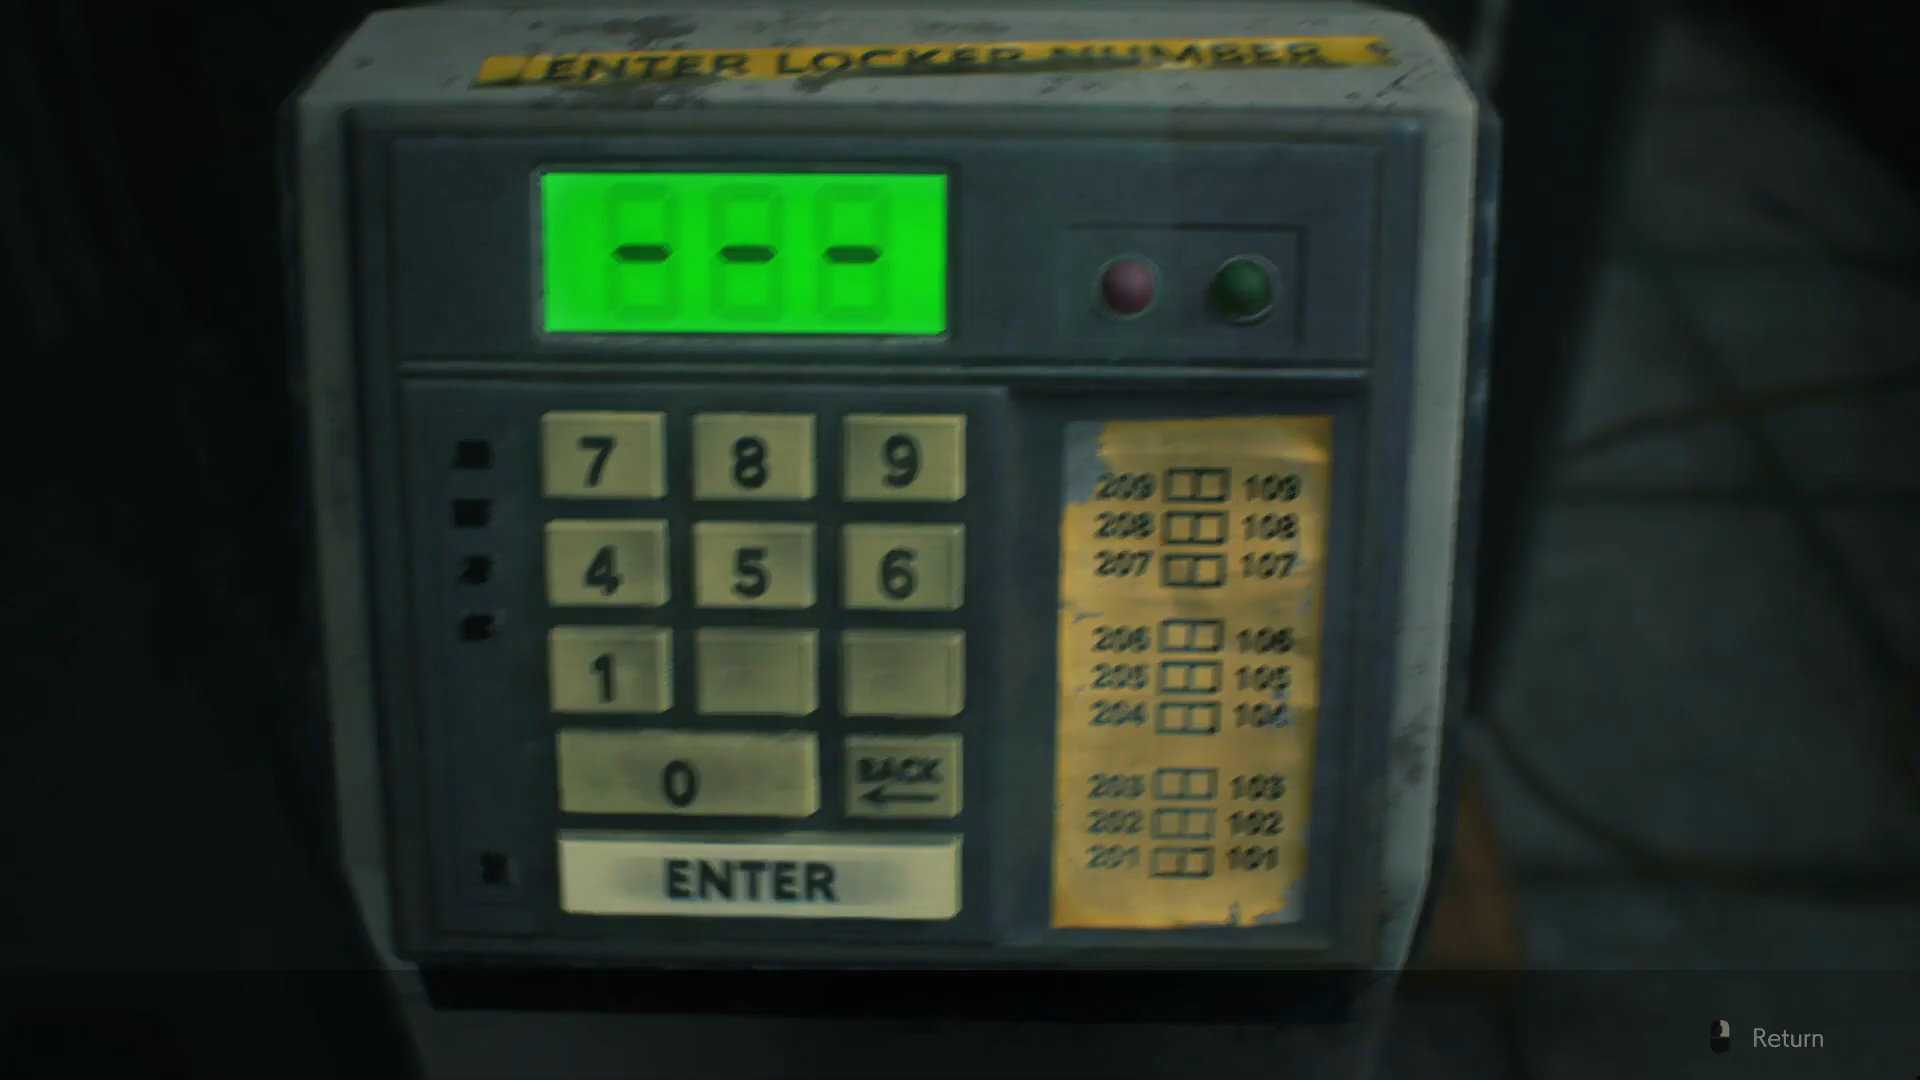 ENTER LOCKER NUMBER
- - -
7 8 9
4 5 6
1
0 BACK
ENTER
209 109
208 108
207 107
206 106
205 105
204 106
203 103
202 102
201 101
Return